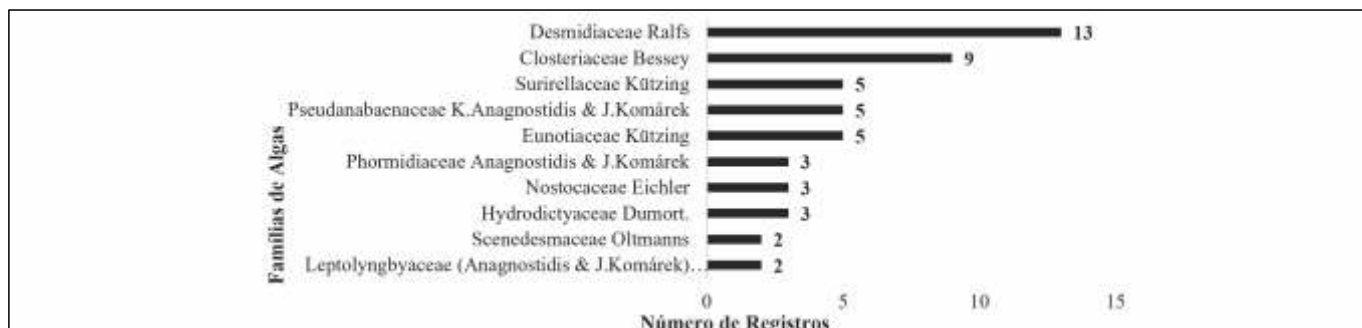 Famílias de Algas
Desmidiaceae Ralfs 13
Closteriaceae Bessey 9
Surirellaceae Kützing 5
Pseudanabaenaceae K.Anagnostidis & J.Komárek 5
Eunotiaceae Kützing 5
Phormidiaceae Anagnostidis & J.Komárek 3
Nostocaceae Eichler 3
Hydrodictyaceae Dumort. 3
Scenedesmaceae Oltmanns 2
Leptolyngbyaceae (Anagnostidis & J.Komárek)… 2
0 5 10 15
Número de Registros